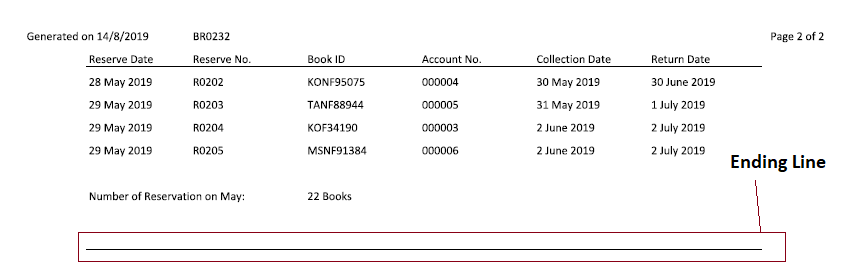 Generated on 14/8/2019 BR0232 Page 2 of 2
Reserve Date Reserve No. Book ID Account No. Collection Date Return Date
28 May 2019 R0202 KONF95075 000004 30 May 2019 30 June 2019
29 May 2019 R0203 TANF88944 000005 31 May 2019 1 July 2019
29 May 2019 R0204 KOF34190 000003 2 June 2019 2 July 2019
29 May 2019 R0205 MSNF91384 000006 2 June 2019 2 July 2019
Ending Line
Number of Reservation on May: 22 Books